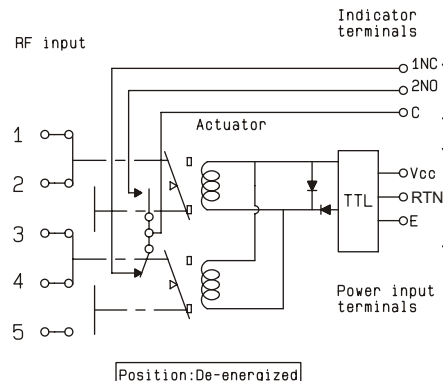 Indicator
terminals
RF input
1NC
2NO
C
Actuator
1
2
3
4
5
TTL
Vcc
RTN
E
Power input
terminals
Position:De-energized